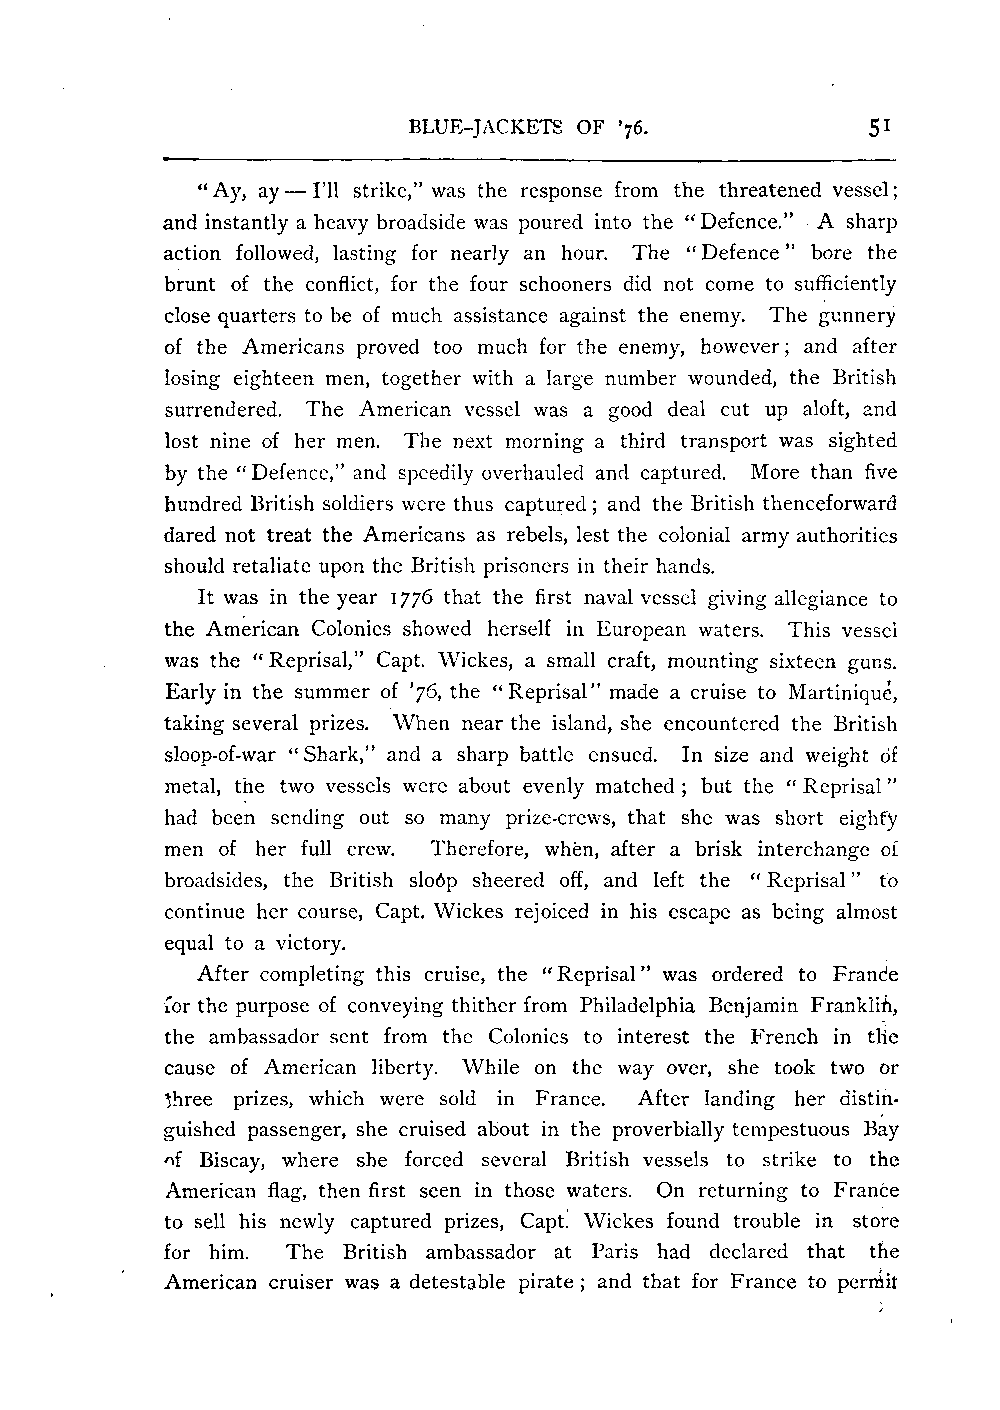 BLUE-JACKETS OF '76. 51
"Ay, ay — I'll strike," was the response from the threatened vessel;
and instantly a heavy broadside was poured into the "Defence." A sharp
action followed, lasting for nearly an hour. The "Defence" bore the
brunt of the conflict, for the four schooners did not come to sufficiently
close quarters to be of much assistance against the enemy. The gunnery
of the Americans proved too much for the enemy, however; and after
losing eighteen men, together with a large number wounded, the British
surrendered. The American vessel was a good deal cut up aloft, and
lost nine of her men. The next morning a third transport was sighted
by the "Defence," and speedily overhauled and captured. More than five
hundred British soldiers were thus captured; and the British thenceforward
dared not treat the Americans as rebels, lest the colonial army authorities
should retaliate upon the British prisoners in their hands.
It was in the year 1776 that the first naval vessel giving allegiance to
the American Colonies showed herself in European waters. This vessel
was the "Reprisal," Capt. Wickes, a small craft, mounting sixteen guns.
Early in the summer of '76, the "Reprisal" made a cruise to Martinique,
taking several prizes. When near the island, she encountered the British
sloop-of-war "Shark," and a sharp battle ensued. In size and weight of
metal, the two vessels were about evenly matched; but the "Reprisal"
had been sending out so many prize-crews, that she was short eighty
men of her full crew. Therefore, when, after a brisk interchange of
broadsides, the British sloop sheered off, and left the "Reprisal" to
continue her course, Capt. Wickes rejoiced in his escape as being almost
equal to a victory.
After completing this cruise, the "Reprisal" was ordered to France
for the purpose of conveying thither from Philadelphia Benjamin Franklin,
the ambassador sent from the Colonies to interest the French in the
cause of American liberty. While on the way over, she took two or
three prizes, which were sold in France. After landing her distin-
guished passenger, she cruised about in the proverbially tempestuous Bay
of Biscay, where she forced several British vessels to strike to the
American flag, then first seen in those waters. On returning to France
to sell his newly captured prizes, Capt. Wickes found trouble in store
for him. The British ambassador at Paris had declared that the
American cruiser was a detestable pirate; and that for France to permit